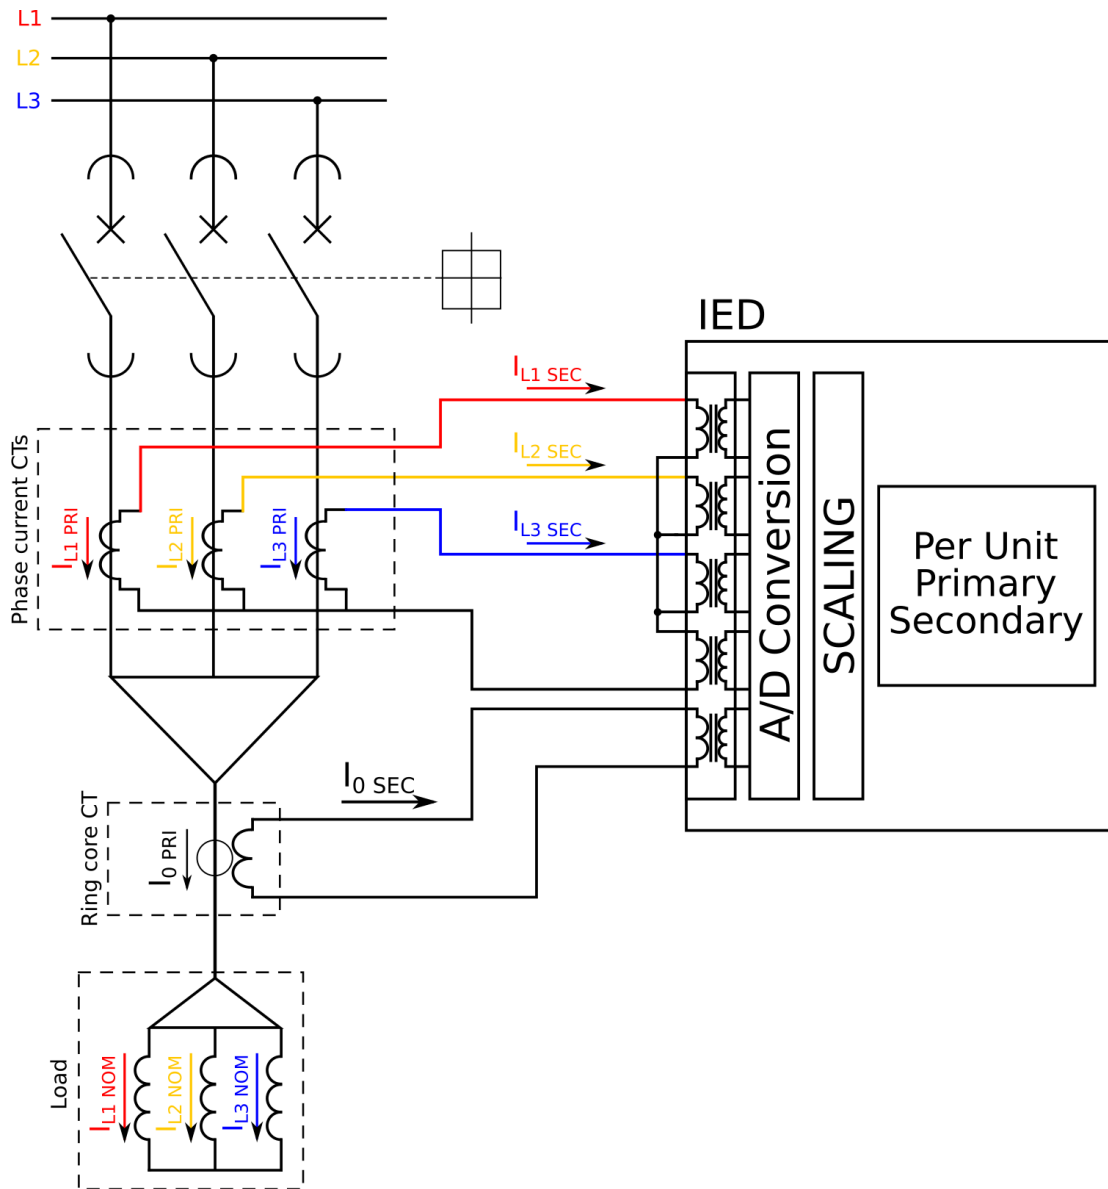 L1
L2
L3
IED
IL1 SEC
IL2 SEC
IL3 SEC
Phase current CTs
IL1 PRI
IL2 PRI
IL3 PRI
A/D Conversion
SCALING
Per Unit
Primary
Secondary
I0 SEC
Ring core CT
I0 PRI
Load
IL1 NOM
IL2 NOM
IL3 NOM